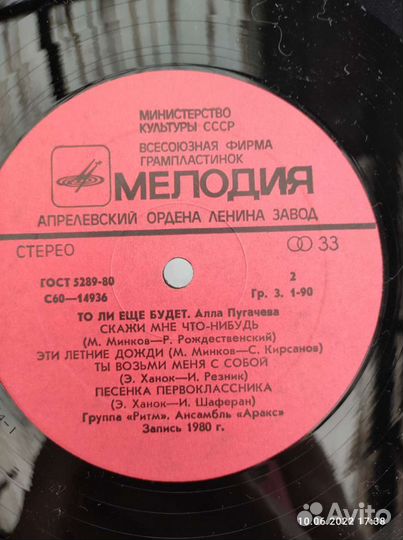 МИНИСТЕРСТВО
КУЛЬТУРЫ СССР
ВСЕСОЮЗНАЯ ФИРМА
ГРАМПЛАСТИНОК
МЕЛОДИЯ
АПРЕЛЕВСКИЙ ОРДЕНА ЛЕНИНА ЗАВОД
СТЕРЕО 33
ГОСТ 5289-80 2
С60—14936 Гр. 3. 1-90
ТО ЛИ ЕЩЕ БУДЕТ. Алла Пугачева
СКАЖИ МНЕ ЧТО-НИБУДЬ
(М. Минков—Р. Рождественский)
ЭТИ ЛЕТНИЕ ДОЖДИ (М. Минков—С. Кирсанов)
ТЫ ВОЗЬМИ МЕНЯ С СОБОЙ
(Э. Ханок—И. Резник)
ПЕСЕНКА ПЕРВОКЛАССНИКА
(Э. Ханок—И. Шаферан)
Группа «Ритм». Ансамбль «Аракс»
Запись 1980 г.
10.06.2022 17:38
Avito